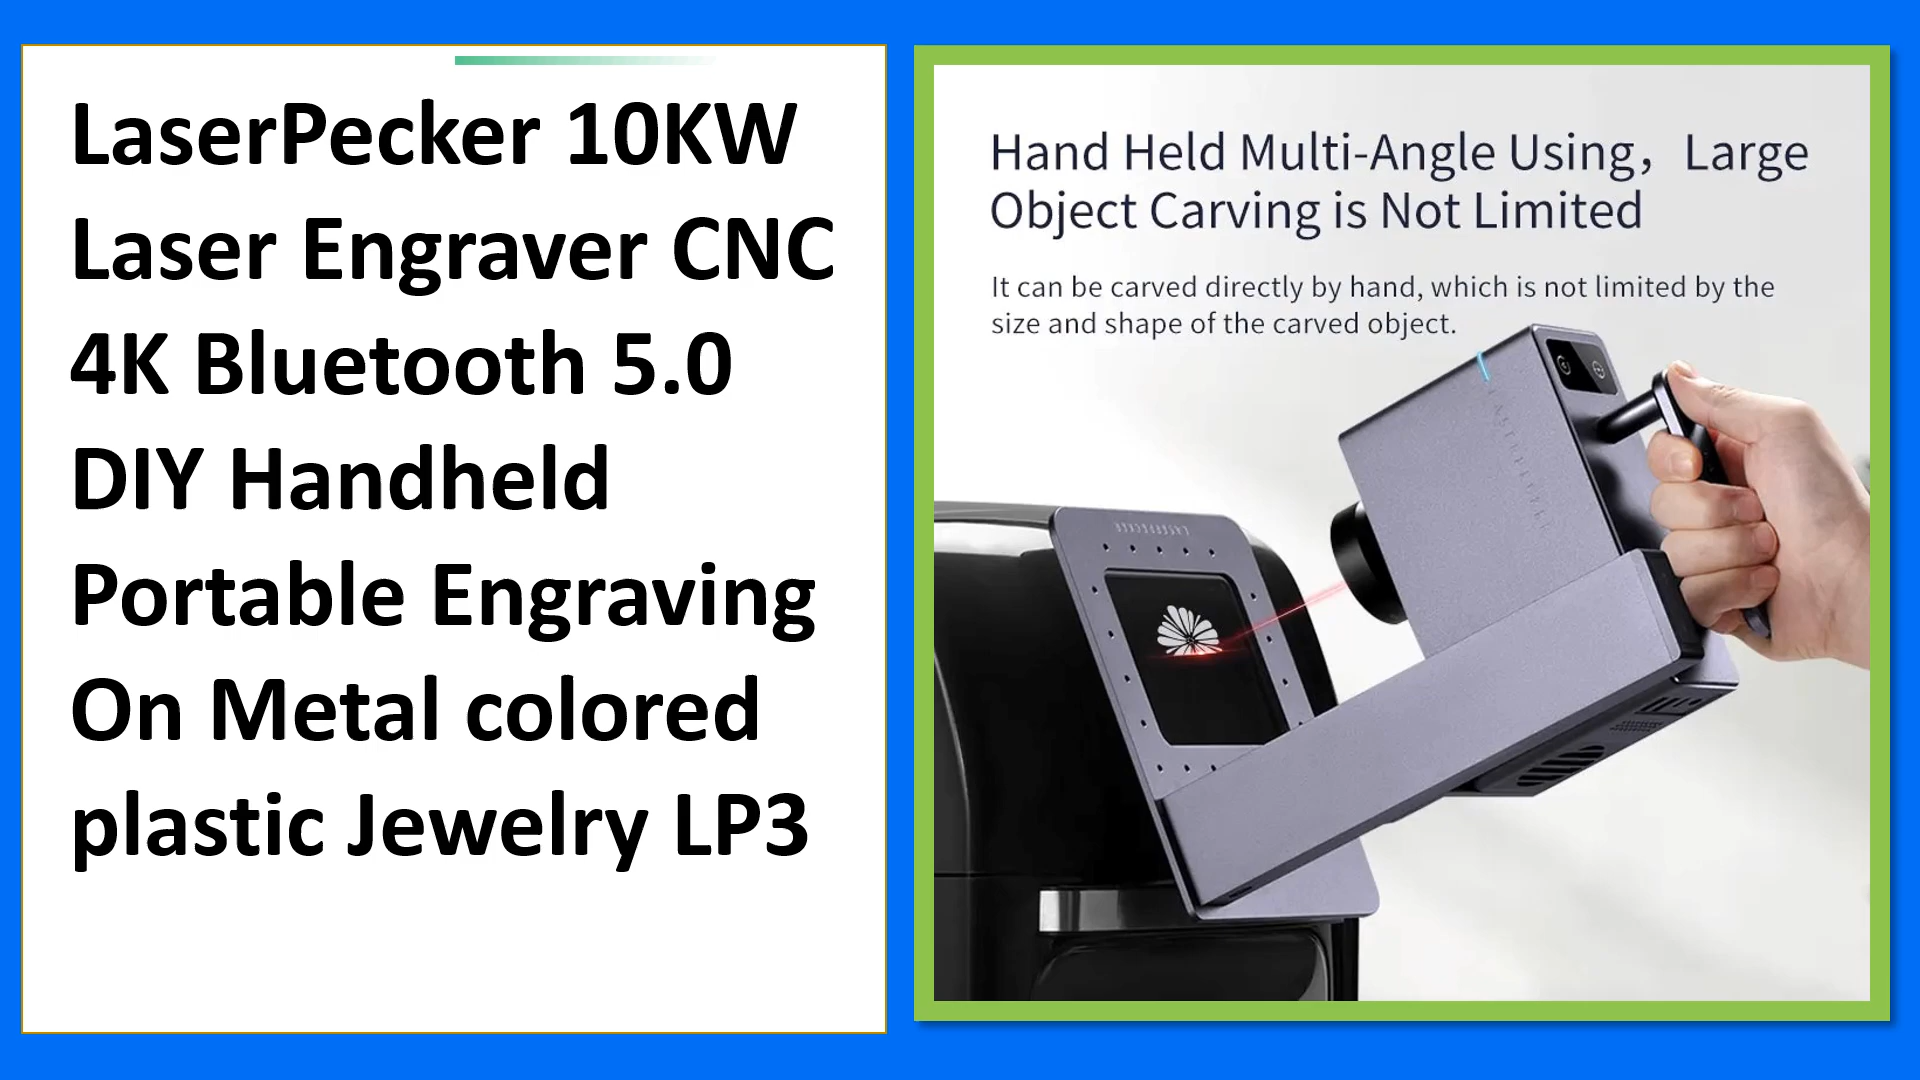 LaserPecker 10KW
Laser Engraver CNC
4K Bluetooth 5.0
DIY Handheld
Portable Engraving
On Metal colored
plastic Jewelry LP3
Hand Held Multi-Angle Using，Large
Object Carving is Not Limited
It can be carved directly by hand, which is not limited by the
size and shape of the carved object.
LASERPECKER
LASERPECKER